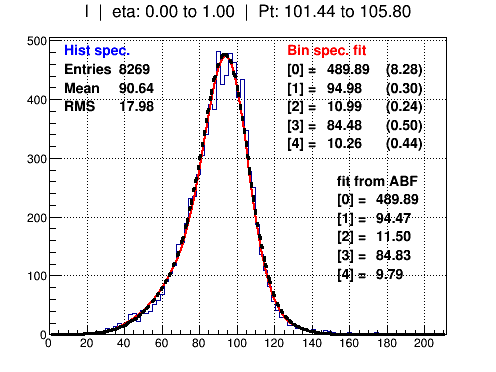 I | eta: 0.00 to 1.00 | Pt: 101.44 to 105.80
Hist spec.
Entries 8269
Mean 90.64
RMS 17.98
Bin spec. fit
[0] = 489.89 (8.28)
[1] = 94.98 (0.30)
[2] = 10.99 (0.24)
[3] = 84.48 (0.50)
[4] = 10.26 (0.44)
fit from ABF
[0] = 489.89
[1] = 94.47
[2] = 11.50
[3] = 84.83
[4] = 9.79
500
400
300
200
100
0
0 20 40 60 80 100 120 140 160 180 200